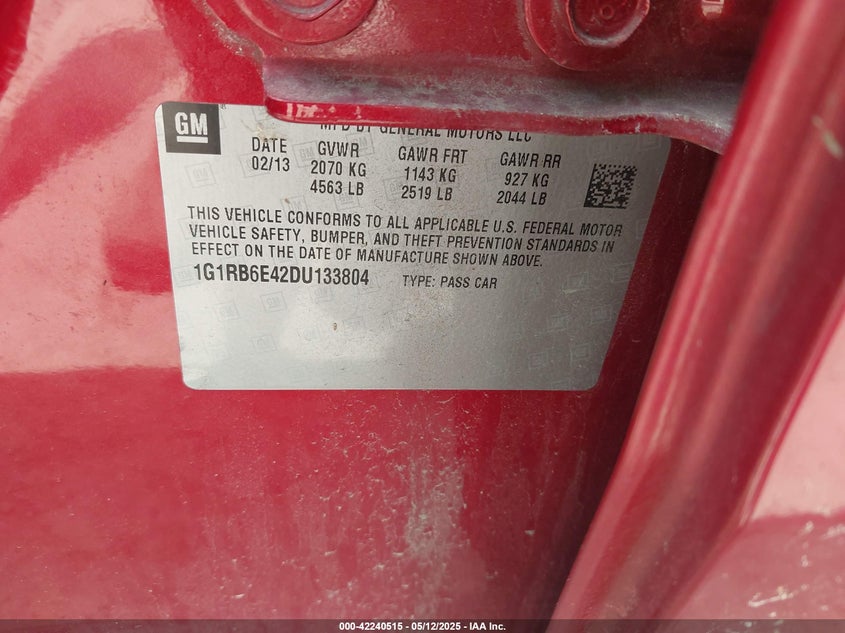 GM
MFD BY GENERAL MOTORS LLC
DATE GVWR GAWR FRT GAWR RR
02/13 2070 KG 1143 KG 927 KG
4563 LB 2519 LB 2044 LB
THIS VEHICLE CONFORMS TO ALL APPLICABLE U.S. FEDERAL MOTOR
VEHICLE SAFETY, BUMPER, AND THEFT PREVENTION STANDARDS IN
EFFECT ON THE DATE OF MANUFACTURE SHOWN ABOVE.
1G1RB6E42DU133804 TYPE: PASS CAR
000-42240515 - 05/12/2025 - IAA Inc.